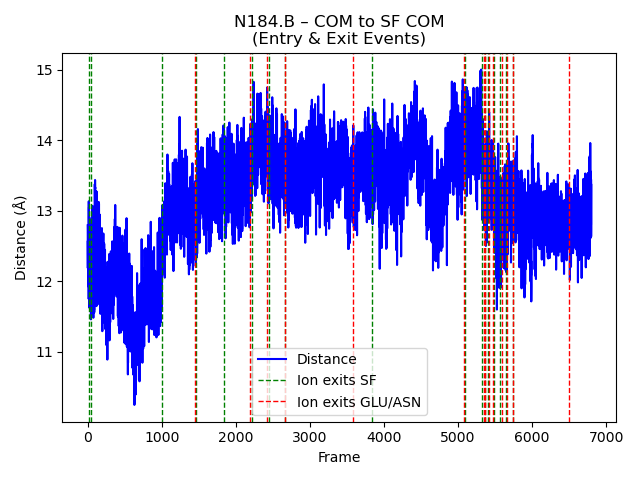 N184.B – COM to SF COM
(Entry & Exit Events)
15
14
13
12
11
Distance (Å)
Distance
Ion exits SF
Ion exits GLU/ASN
0 1000 2000 3000 4000 5000 6000 7000
Frame